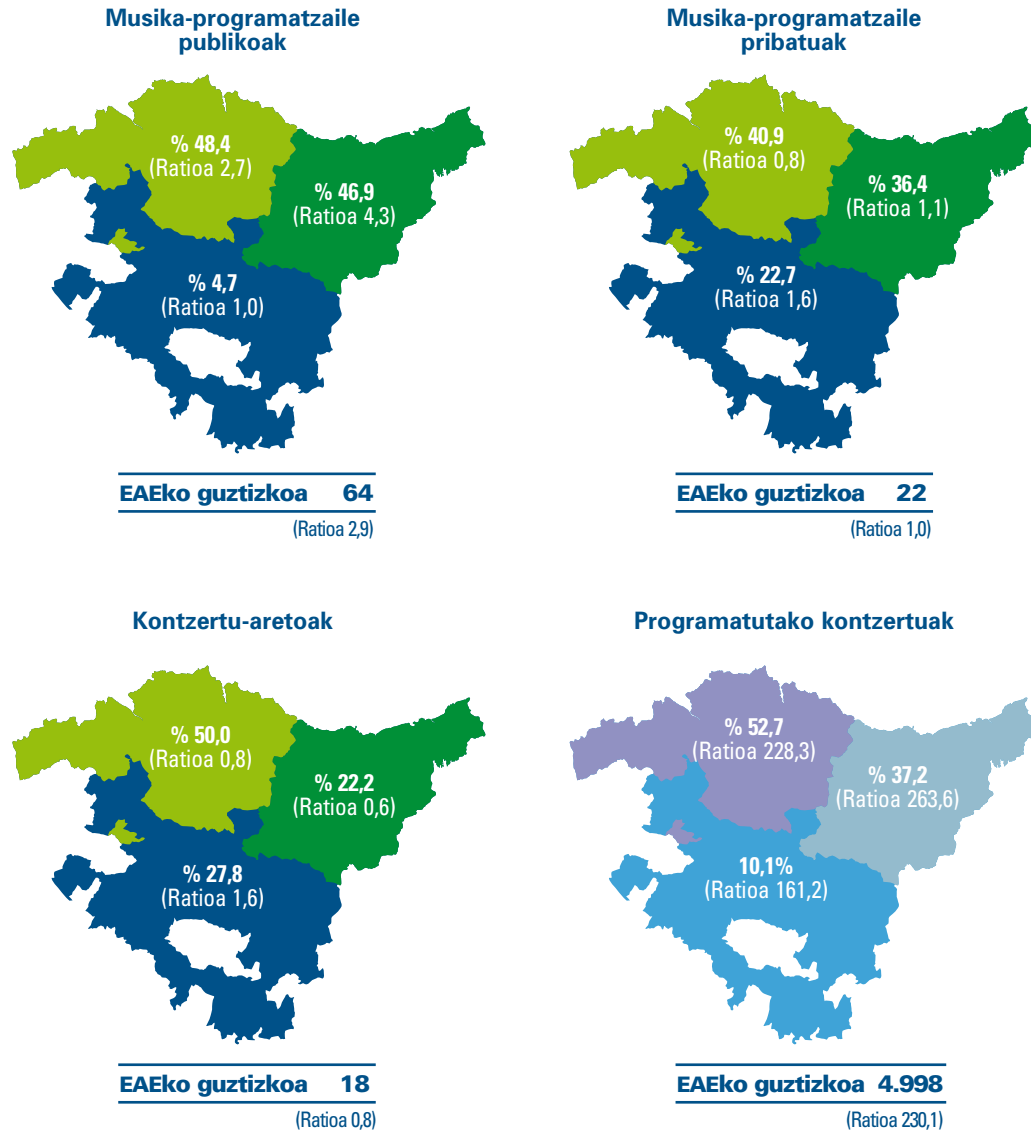 Musika-programatzaile
publikoak
% 48,4
(Ratioa 2,7)
% 46,9
(Ratioa 4,3)
% 4,7
(Ratioa 1,0)
EAEko guztizkoa 64
(Ratioa 2,9)
Musika-programatzaile
pribatuak
% 40,9
(Ratioa 0,8)
% 36,4
(Ratioa 1,1)
% 22,7
(Ratioa 1,6)
EAEko guztizkoa 22
(Ratioa 1,0)
Kontzertu-aretoak
% 50,0
(Ratioa 0,8)
% 22,2
(Ratioa 0,6)
% 27,8
(Ratioa 1,6)
EAEko guztizkoa 18
(Ratioa 0,8)
Programatutako kontzertuak
% 52,7
(Ratioa 228,3)
% 37,2
(Ratioa 263,6)
10,1%
(Ratioa 161,2)
EAEko guztizkoa 4.998
(Ratioa 230,1)